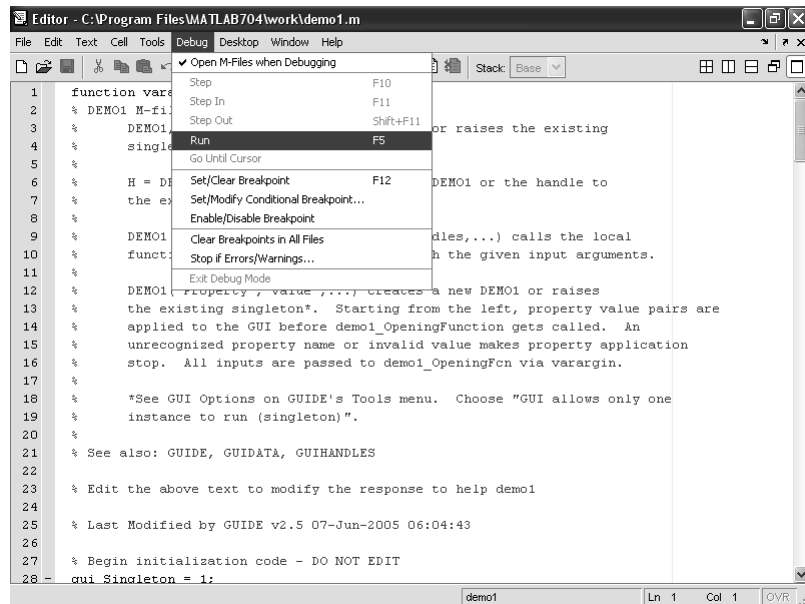 Editor - C:\Program Files\MATLAB704\work\demo1.m
File Edit Text Cell Tools Debug Desktop Window Help
Stack: Base
Open M-Files when Debugging
Step F10
Step In F11
Step Out Shift+F11
Run F5
Go Until Cursor
Set/Clear Breakpoint F12
Set/Modify Conditional Breakpoint...
Enable/Disable Breakpoint
Clear Breakpoints in All Files
Stop if Errors/Warnings...
Exit Debug Mode
1 function vara
2 % DEMO1 M-fil
3 % DEMO1, or raises the existing
4 % single
5 %
6 % H = DE DEMO1 or the handle to
7 % the ex
8 %
9 % DEMO1 dles,...) calls the local
10 % functi h the given input arguments.
11 %
12 % DEMO1('Property','Value',...) creates a new DEMO1 or raises
13 % the existing singleton*. Starting from the left, property value pairs are
14 % applied to the GUI before demo1_OpeningFunction gets called. An
15 % unrecognized property name or invalid value makes property application
16 % stop. All inputs are passed to demo1_OpeningFcn via varargin.
17 %
18 % *See GUI Options on GUIDE's Tools menu. Choose "GUI allows only one
19 % instance to run (singleton)".
20 %
21 % See also: GUIDE, GUIDATA, GUIHANDLES
22
23 % Edit the above text to modify the response to help demo1
24
25 % Last Modified by GUIDE v2.5 07-Jun-2005 06:04:43
26
27 % Begin initialization code - DO NOT EDIT
28 - gui_Singleton = 1;
demo1 Ln 1 Col 1 OVR